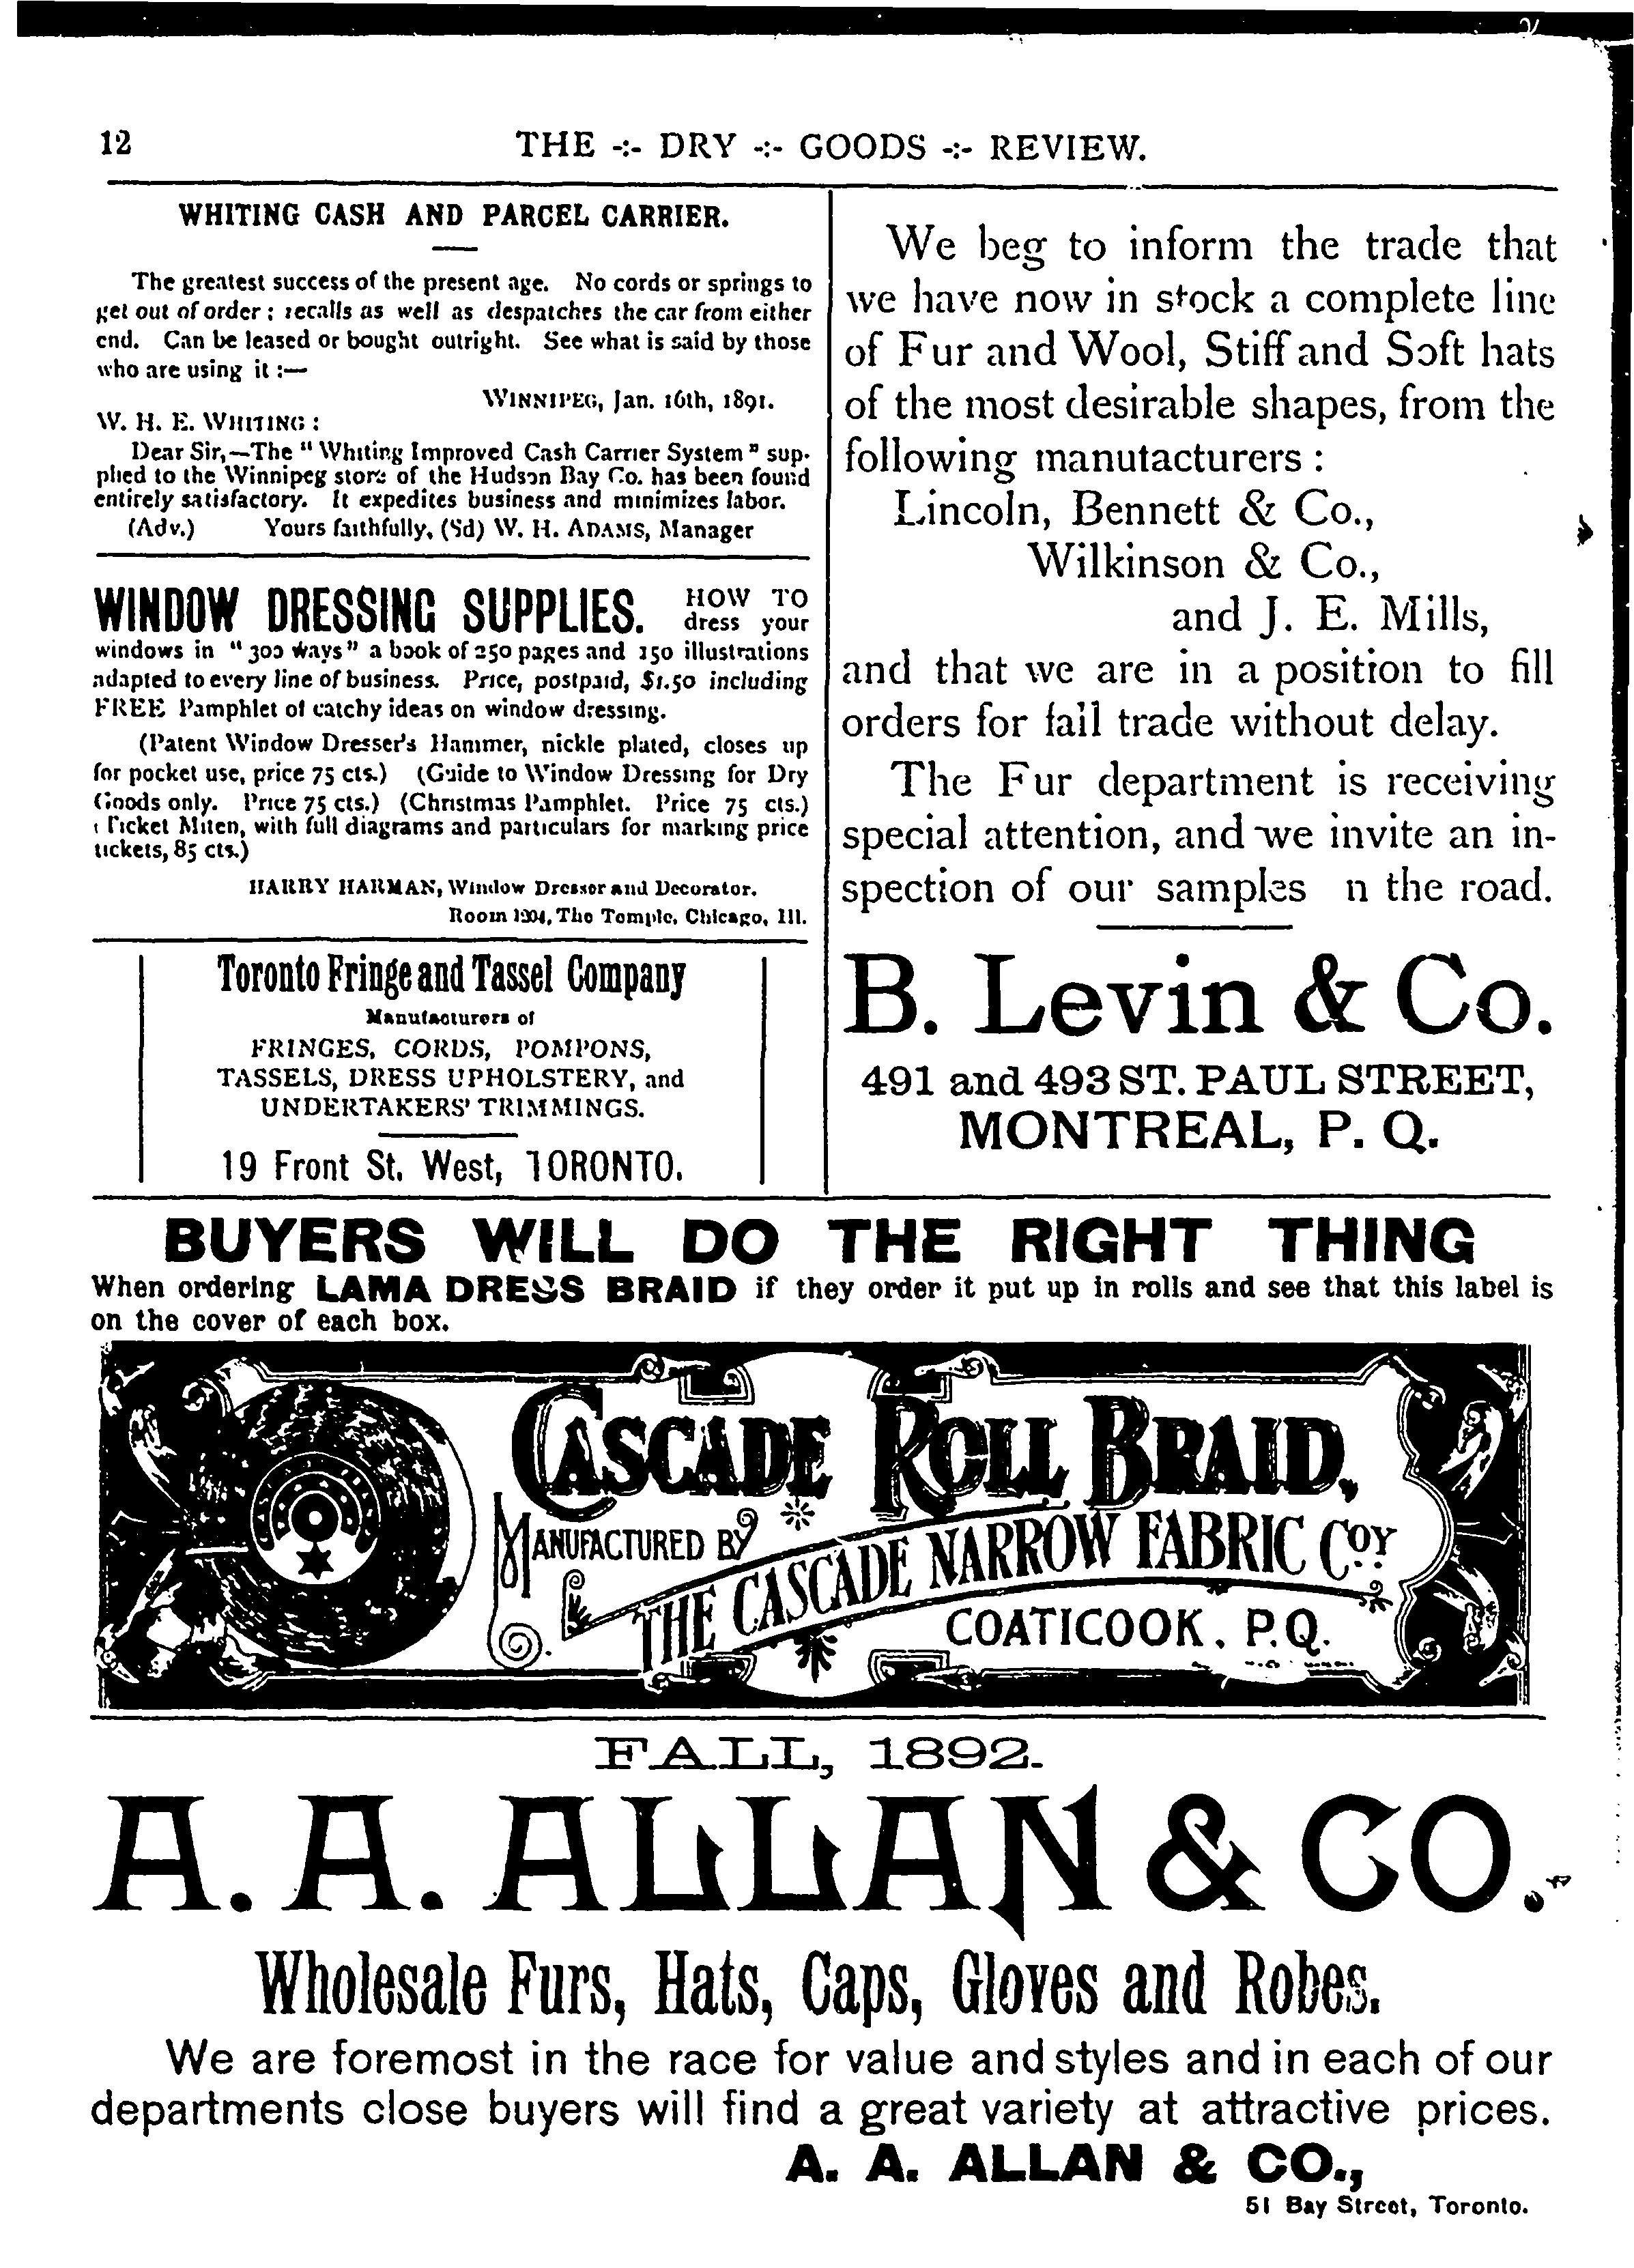 12
THE -:- DRY -:- GOODS -:- REVIEW.
WHITING CASH AND PARCEL CARRIER.
The greatest success of the present age. No cords or springs to
get out of order; recalls as well as despatches the car from either
end. Can be leased or bought outright. See what is said by those
who are using it:—
WINNIPEG, Jan. 16th, 1891.
W. H. E. WHITING:
Dear Sir,—The "Whiting Improved Cash Carrier System" sup-
plied to the Winnipeg store of the Hudson Bay Co. has been found
entirely satisfactory. It expedites business and minimizes labor.
(Adv.) Yours faithfully, (Sd) W. H. ADAMS, Manager
WINDOW DRESSING SUPPLIES. HOW TO
dress your
windows in "300 ways" a book of 250 pages and 150 illustrations
adapted to every line of business. Price, postpaid, $1.50 including
FREE Pamphlet of catchy ideas on window dressing.
(Patent Window Dresser's Hammer, nickle plated, closes up
for pocket use, price 75 cts.) (Guide to Window Dressing for Dry
Goods only. Price 75 cts.) (Christmas Pamphlet. Price 75 cts.)
(Ticket Miten, with full diagrams and particulars for marking price
tickets, 85 cts.)
HARRY HARMAN, Window Dresser and Decorator.
Room 1204, The Temple, Chicago, Ill.
Toronto Fringe and Tassel Company
Manufacturers of
FRINGES, CORDS, POMPONS,
TASSELS, DRESS UPHOLSTERY, and
UNDERTAKERS' TRIMMINGS.
19 Front St. West, TORONTO.
We beg to inform the trade that
we have now in stock a complete line
of Fur and Wool, Stiff and Soft hats
of the most desirable shapes, from the
following manufacturers:
Lincoln, Bennett & Co.,
Wilkinson & Co.,
and J. E. Mills,
and that we are in a position to fill
orders for fall trade without delay.
The Fur department is receiving
special attention, and we invite an in-
spection of our samples n the road.
B. Levin & Co.
491 and 493 ST. PAUL STREET,
MONTREAL, P. Q.
BUYERS WILL DO THE RIGHT THING
When ordering LAMA DRESS BRAID if they order it put up in rolls and see that this label is
on the cover of each box.
CASCADE ROLL BRAID,
MANUFACTURED BY
THE CASCADE NARROW FABRIC COY
COATICOOK, P.Q.
FALL, 1892.
A. A. ALLAN & CO.
Wholesale Furs, Hats, Caps, Gloves and Robes.
We are foremost in the race for value and styles and in each of our
departments close buyers will find a great variety at attractive prices.
A. A. ALLAN & CO.,
51 Bay Street, Toronto.